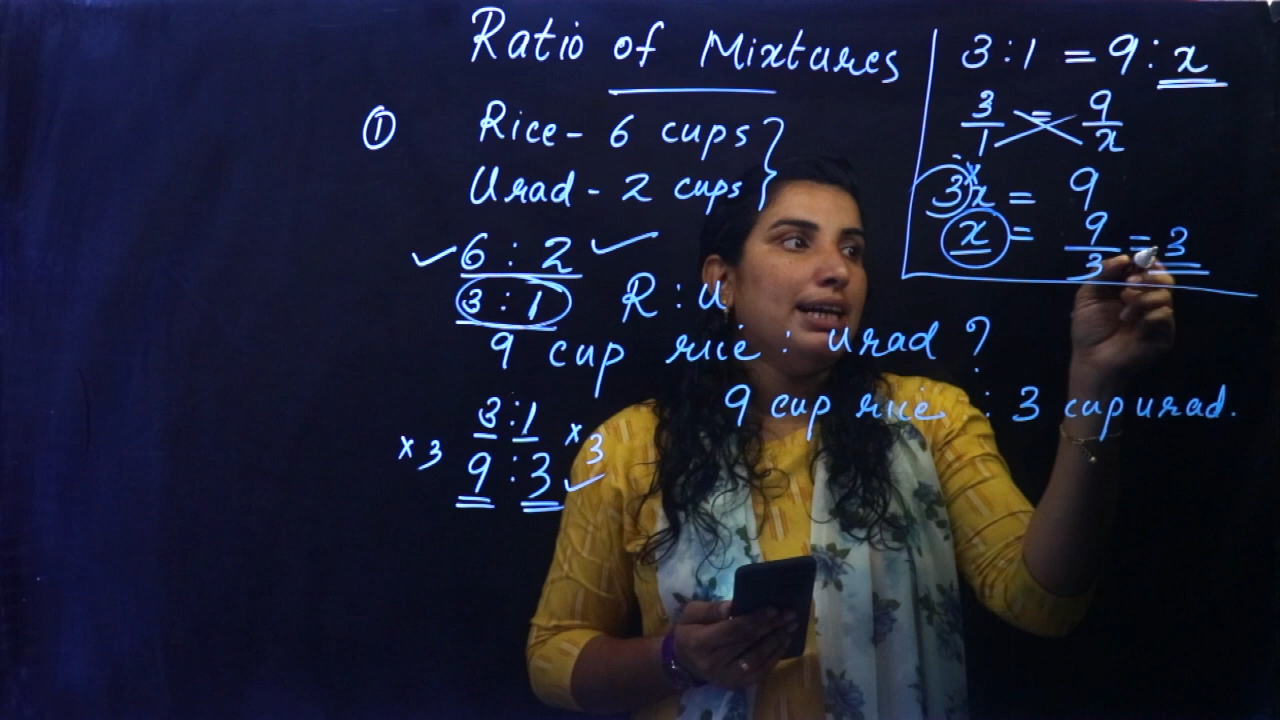 Ratio of Mixtures
① Rice - 6 cups }
Urad - 2 cups }
6 : 2
3 : 1 R : U
9 cup rice : urad ?
3 : 1
×3 ×3
9 : 3
9 cup rice : 3 cup urad.
3 : 1 = 9 : x
3/1 = 9/x
3 × x = 9
x = 9/3 = 3